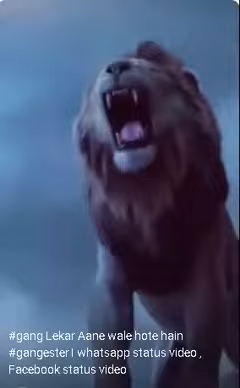 #gang Lekar Aane wale hote hain
#gangester I whatsapp status video ,
Facebook status video